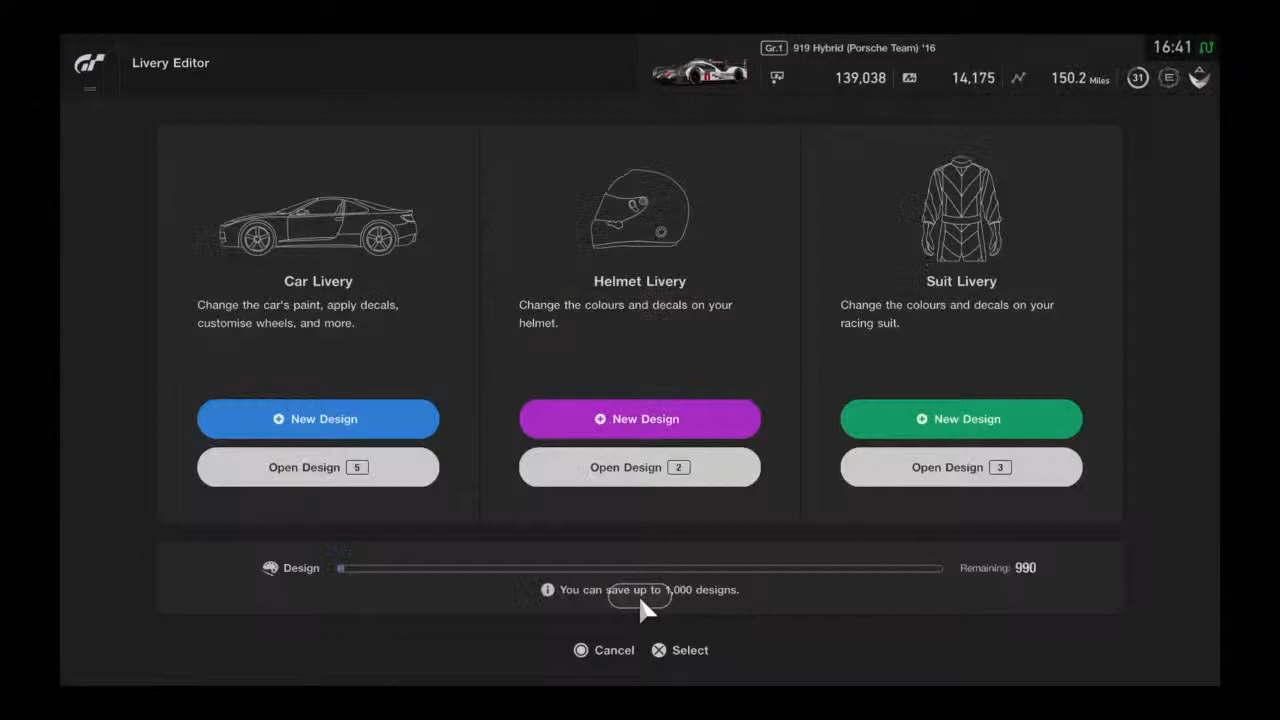 Livery Editor
Gr.1 919 Hybrid (Porsche Team) '16
16:41
139,038
14,175
150.2 Miles
31
E
Car Livery
Change the car's paint, apply decals,
customise wheels, and more.
New Design
Open Design 5
Helmet Livery
Change the colours and decals on your
helmet.
New Design
Open Design 2
Suit Livery
Change the colours and decals on your
racing suit.
New Design
Open Design 3
Design
Remaining: 990
You can save up to 1,000 designs.
Cancel Select